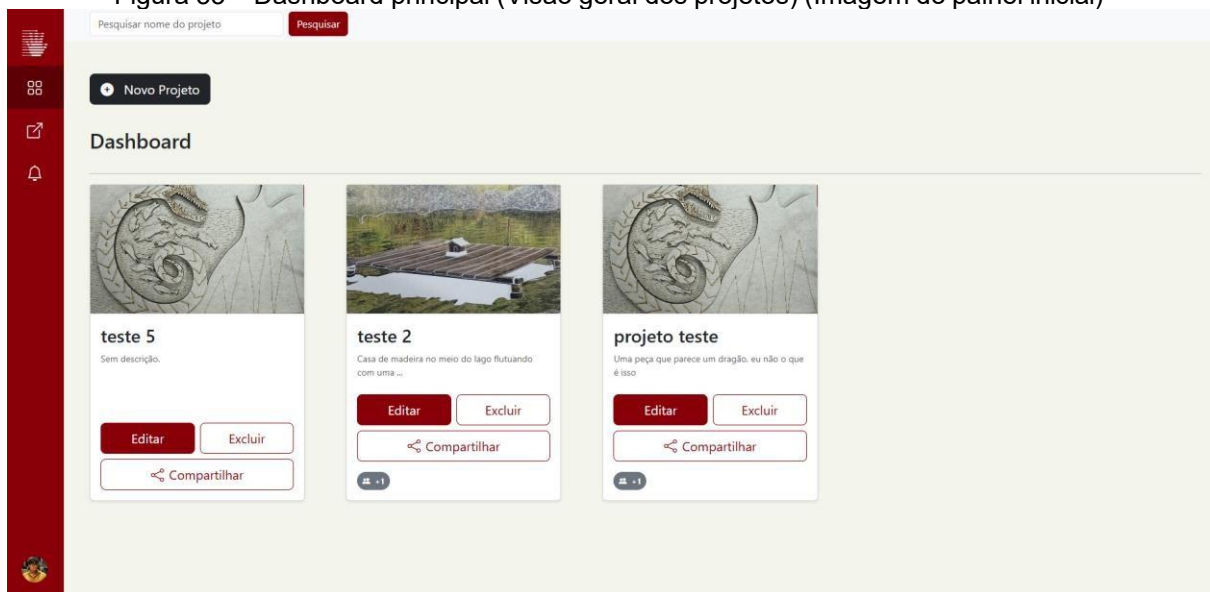 Dashboard principal (Visão geral dos projetos) (Imagem do painel inicial)
Pesquisar nome do projeto
Pesquisar
Novo Projeto
Dashboard
teste 5
Sem descrição.
Editar
Excluir
Compartilhar
teste 2
Casa de madeira no meio do lago flutuando
com uma ...
Editar
Excluir
Compartilhar
+1
projeto teste
Uma peça que parece um dragão. eu não o que
é isso
Editar
Excluir
Compartilhar
+1